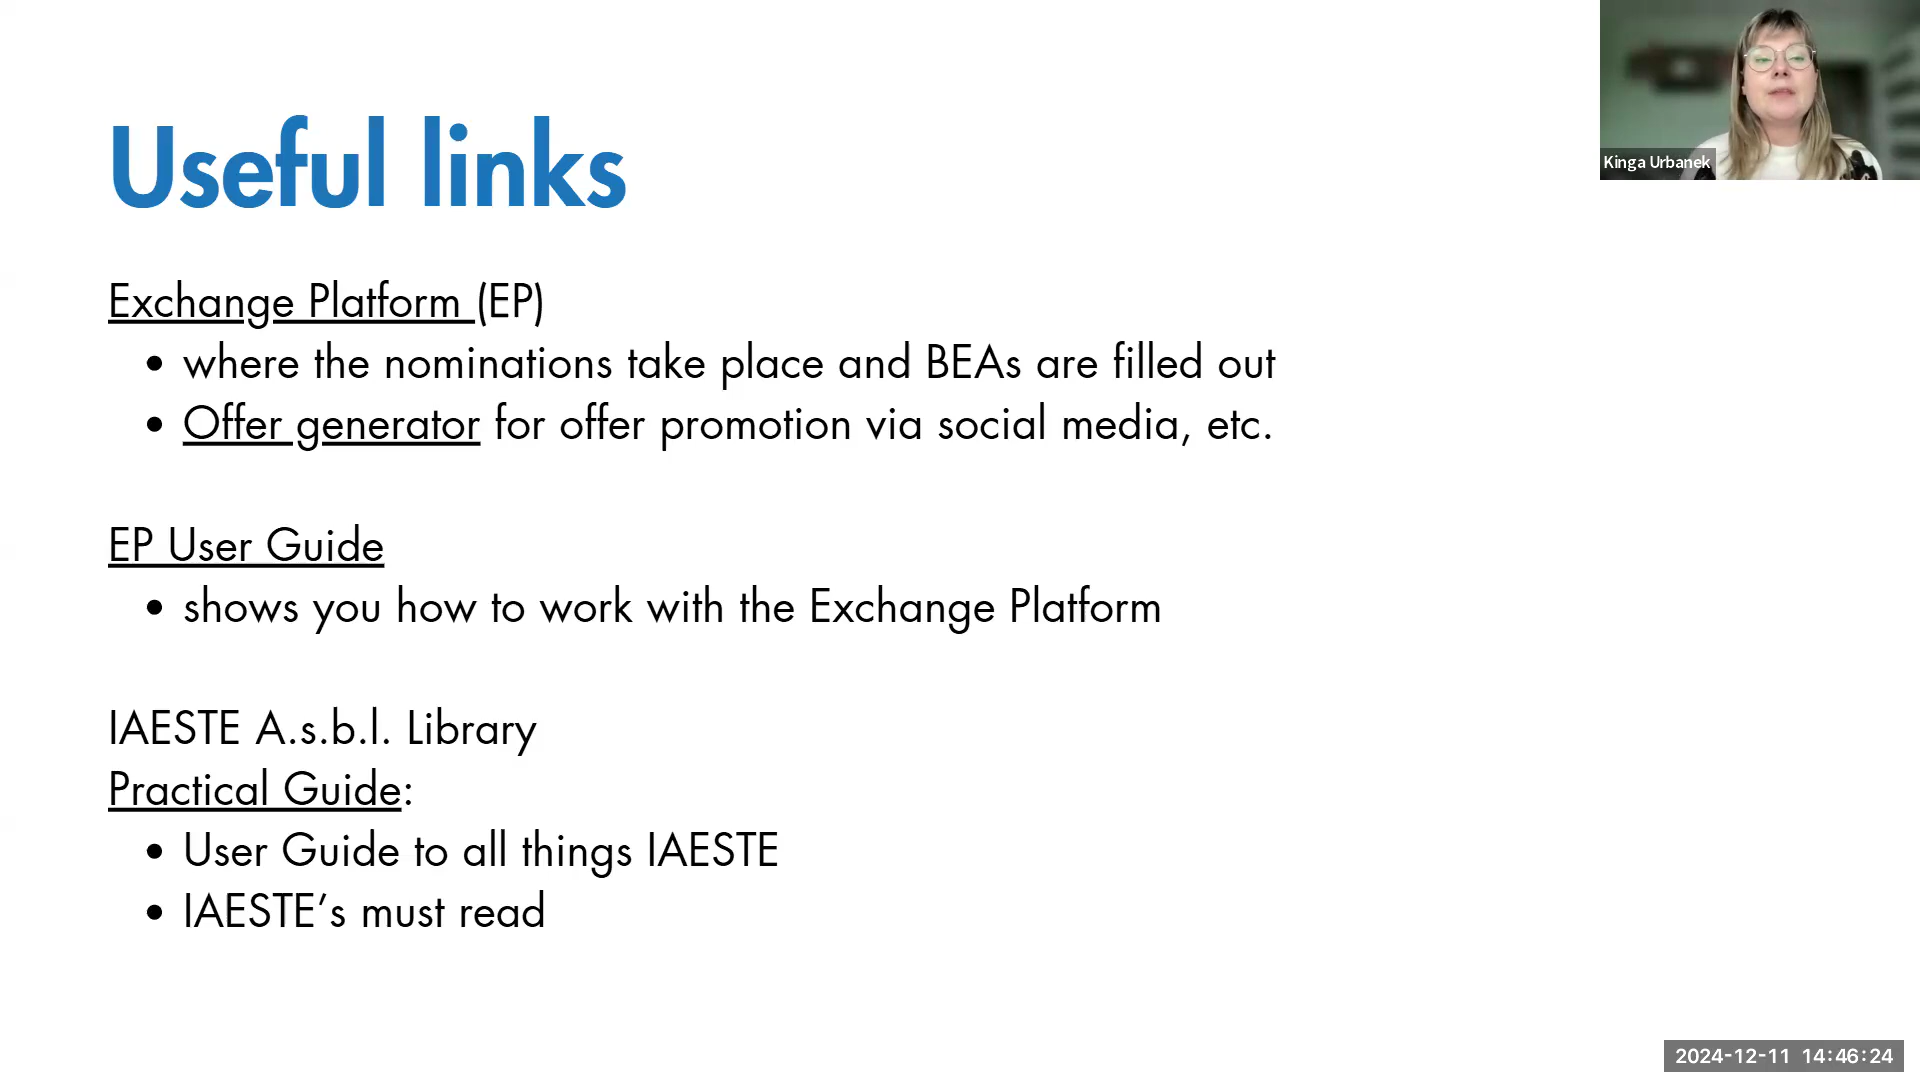 Useful links
Kinga Urbanek
Exchange Platform (EP)
• where the nominations take place and BEAs are filled out
• Offer generator for offer promotion via social media, etc.
EP User Guide
• shows you how to work with the Exchange Platform
IAESTE A.s.b.l. Library
Practical Guide:
• User Guide to all things IAESTE
• IAESTE’s must read
2024-12-11 14:46:24